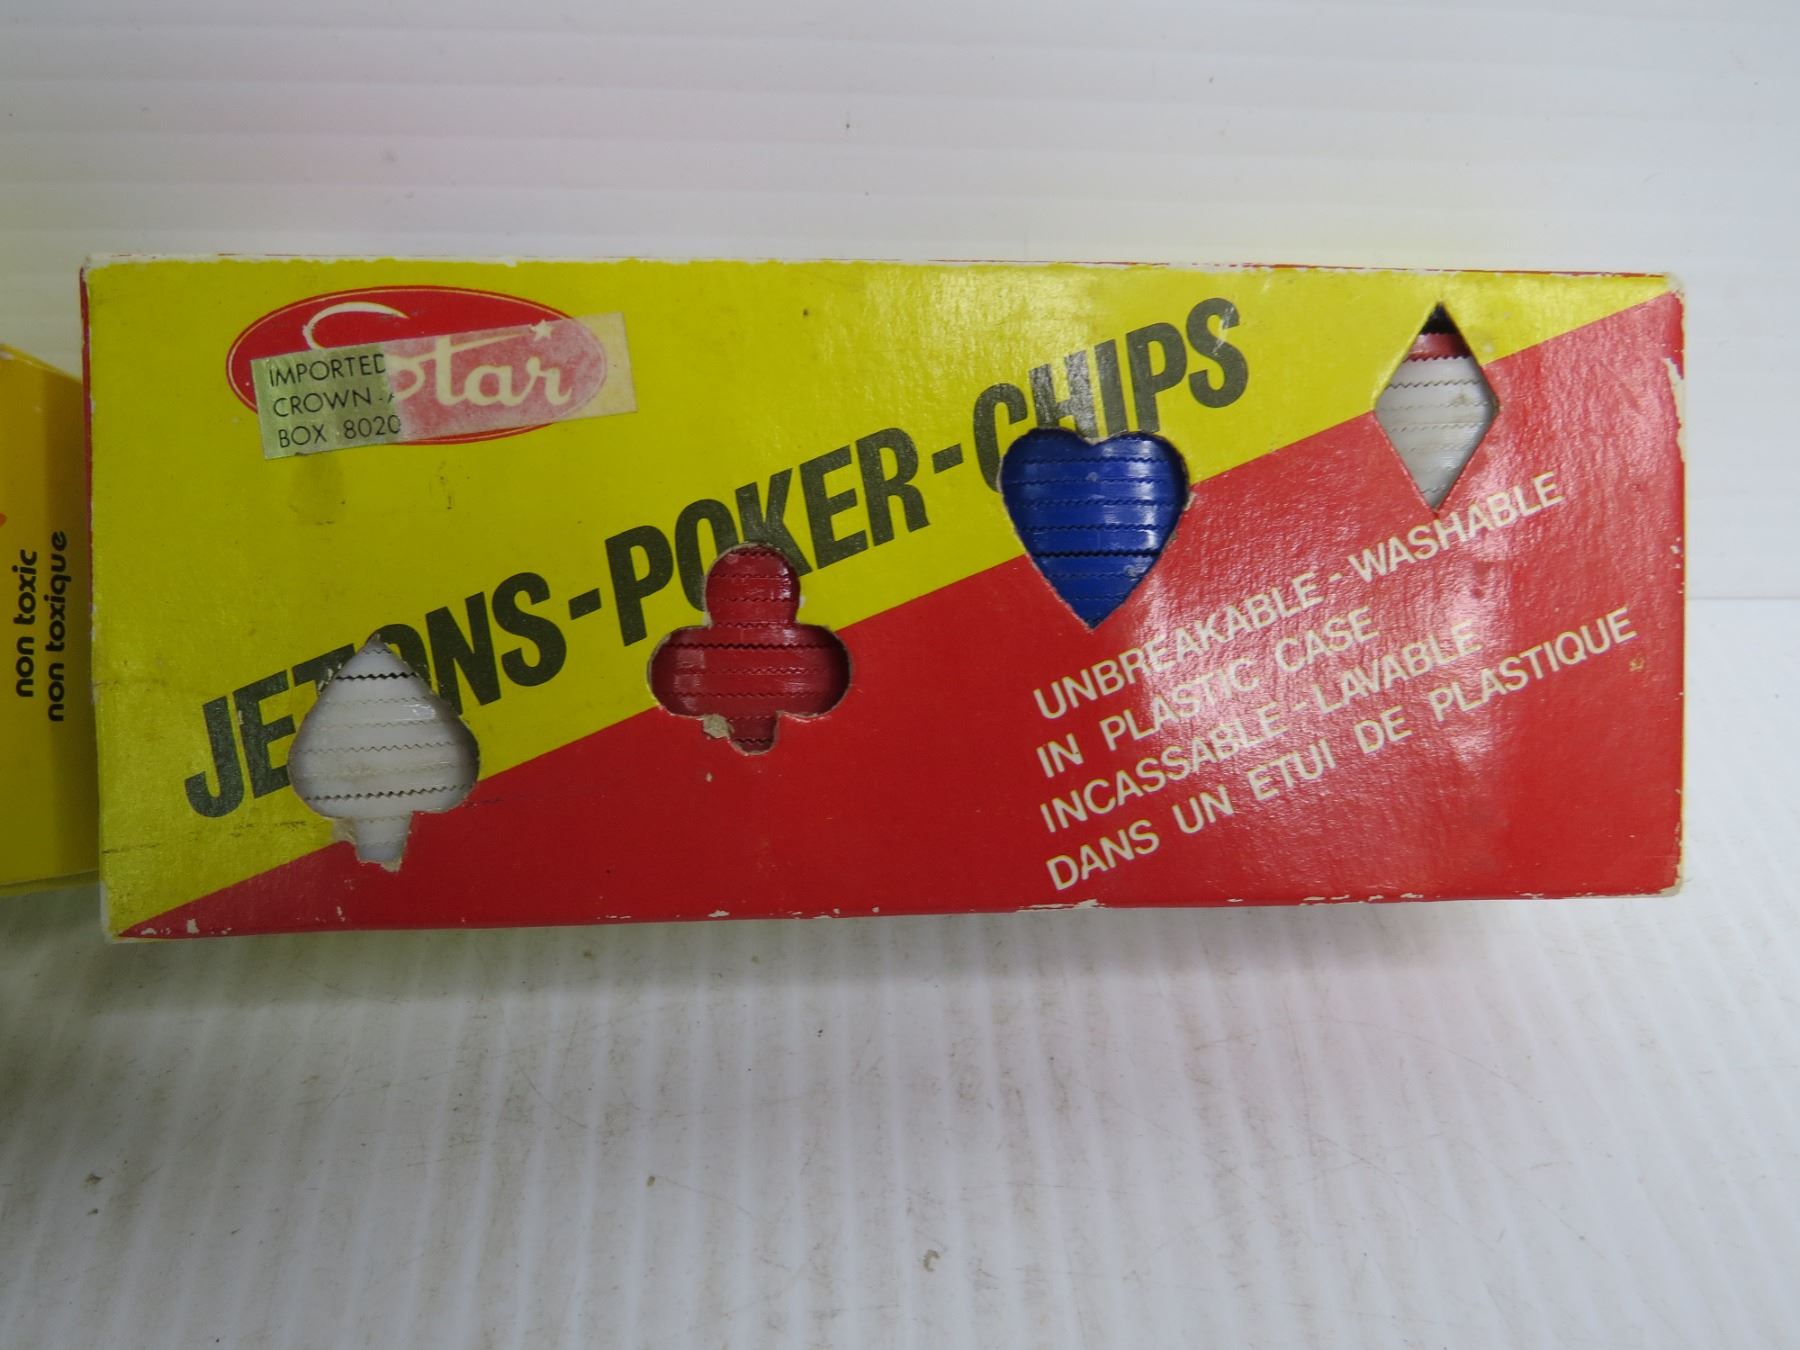 Star
IMPORTED
CROWN
BOX 8020
JETONS-POKER-CHIPS
UNBREAKABLE - WASHABLE
IN PLASTIC CASE
INCASSABLE - LAVABLE
DANS UN ETUI DE PLASTIQUE
non toxic
non toxique